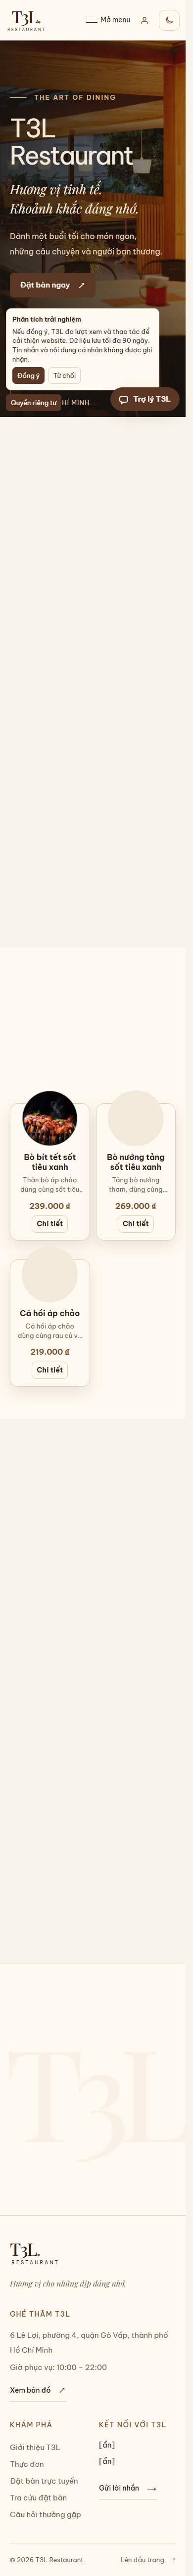 T3L.
RESTAURANT
Mở menu
THE ART OF DINING
T3L
Restaurant
Hương vị tinh tế.
Khoảnh khắc đáng nhớ.
Dành một buổi tối cho món ngon,
những câu chuyện và người bạn thương.
Đặt bàn ngay ↗
Phân tích trải nghiệm
Nếu đồng ý, T3L đo lượt xem và thao tác để
cải thiện website. Dữ liệu lưu tối đa 90 ngày.
Tin nhắn và nội dung cá nhân không được ghi
nhận.
Đồng ý
Từ chối
Quyền riêng tư
HÍ MINH
Trợ lý T3L
Bò bít tết sốt
tiêu xanh
Thăn bò áp chảo
dùng cùng sốt tiêu...
239.000 ₫
Chi tiết
Bò nướng tảng
sốt tiêu xanh
Tảng bò nướng
thơm, dùng cùng...
269.000 ₫
Chi tiết
Cá hồi áp chảo
Cá hồi áp chảo
dùng cùng rau củ v...
219.000 ₫
Chi tiết
T3L
T3L.
RESTAURANT
Hương vị cho những dịp đáng nhớ.
GHÉ THĂM T3L
6 Lê Lợi, phường 4, quận Gò Vấp, thành phố
Hồ Chí Minh
Giờ phục vụ: 10:00 – 22:00
Xem bản đồ ↗
KHÁM PHÁ
Giới thiệu T3L
Thực đơn
Đặt bàn trực tuyến
Tra cứu đặt bàn
Câu hỏi thường gặp
KẾT NỐI VỚI T3L
[ẩn]
[ẩn]
Gửi lời nhắn →
© 2026 T3L Restaurant.
Lên đầu trang ↑